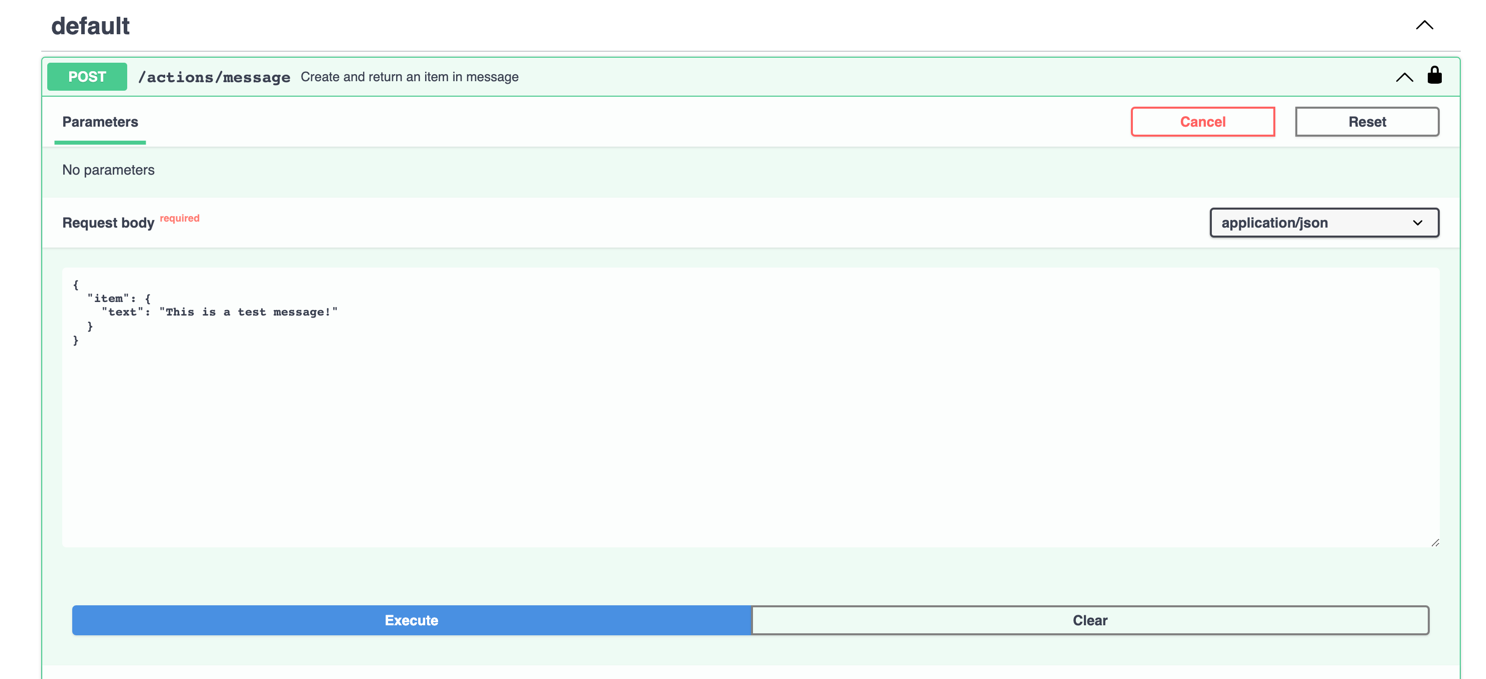 default
POST /actions/message Create and return an item in message
Parameters Cancel Reset
No parameters
Request body required application/json
{
  "item": {
    "text": "This is a test message!"
  }
}
Execute Clear